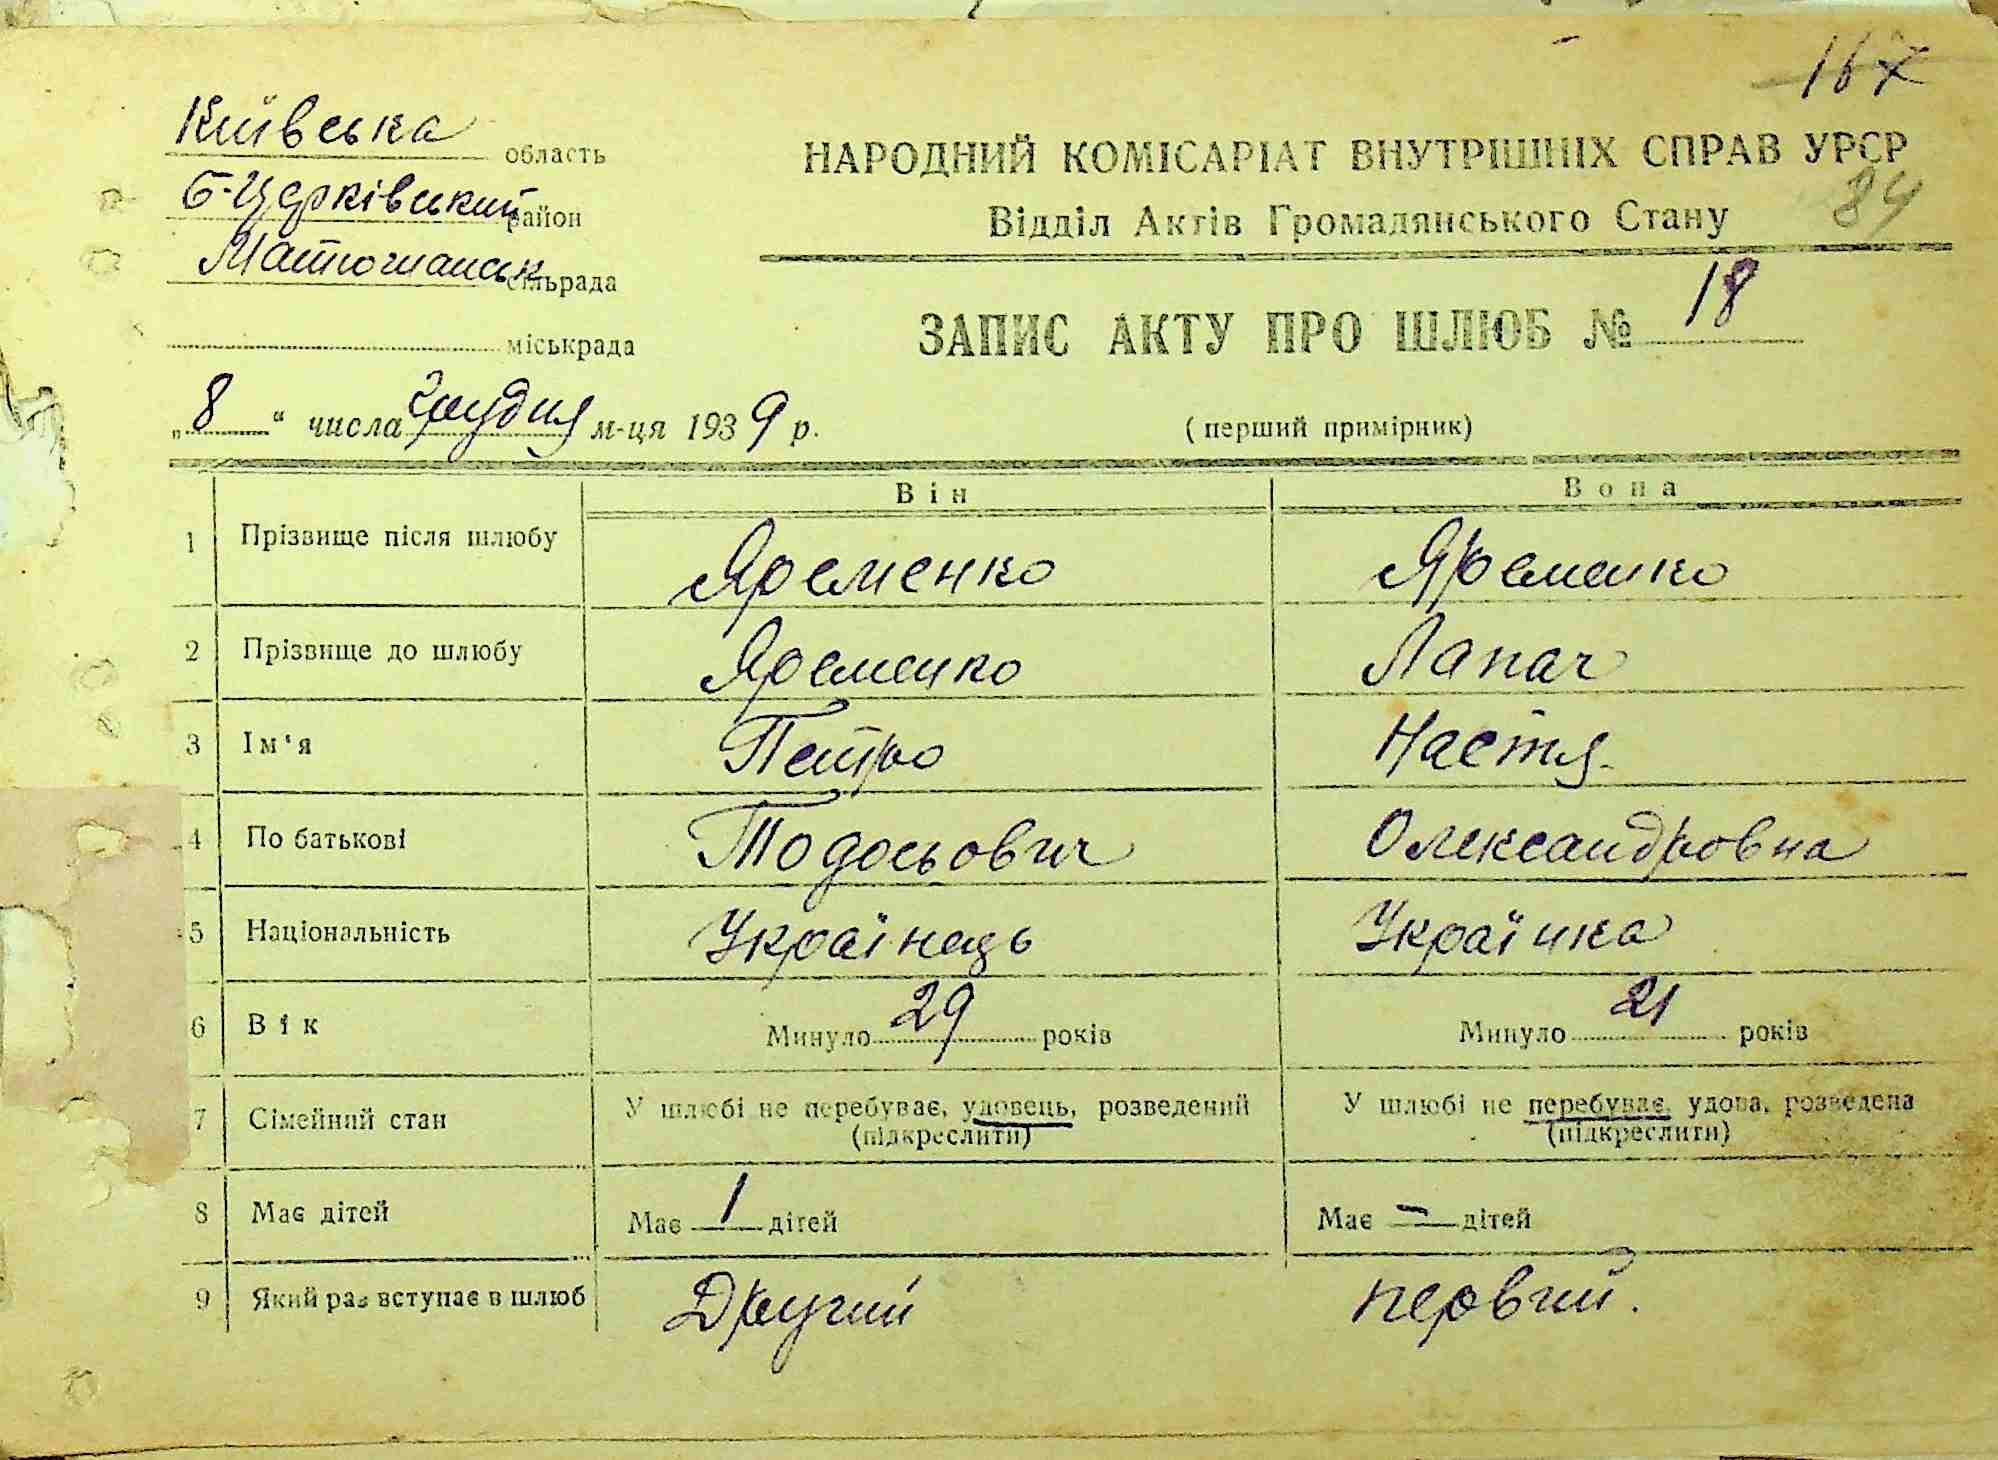 167
Київська область
Б-Церківський район
Матюшанськ сільрада
міськрада
НАРОДНИЙ КОМІСАРІАТ ВНУТРІШНІХ СПРАВ УРСР
84
Відділ Актів Громадянського Стану
ЗАПИС АКТУ ПРО ШЛЮБ № 18
„8“ числа грудня м-ця 1939 р.
(перший примірник)
Він Вона
1 Прізвище після шлюбу Яременко Яременко
2 Прізвище до шлюбу Яременко Лапач
3 Ім'я Петро Настя
4 По батькові Тодосьович Олександровна
5 Національність Українець Українка
6 Вік Минуло 29 років Минуло 21 років
7 Сімейний стан У шлюбі не перебуває, удовець, розведений У шлюбі не перебуває, удова, розведена
(підкреслити) (підкреслити)
8 Має дітей Має 1 дітей Має – дітей
9 Який раз вступає в шлюб Другий первий.